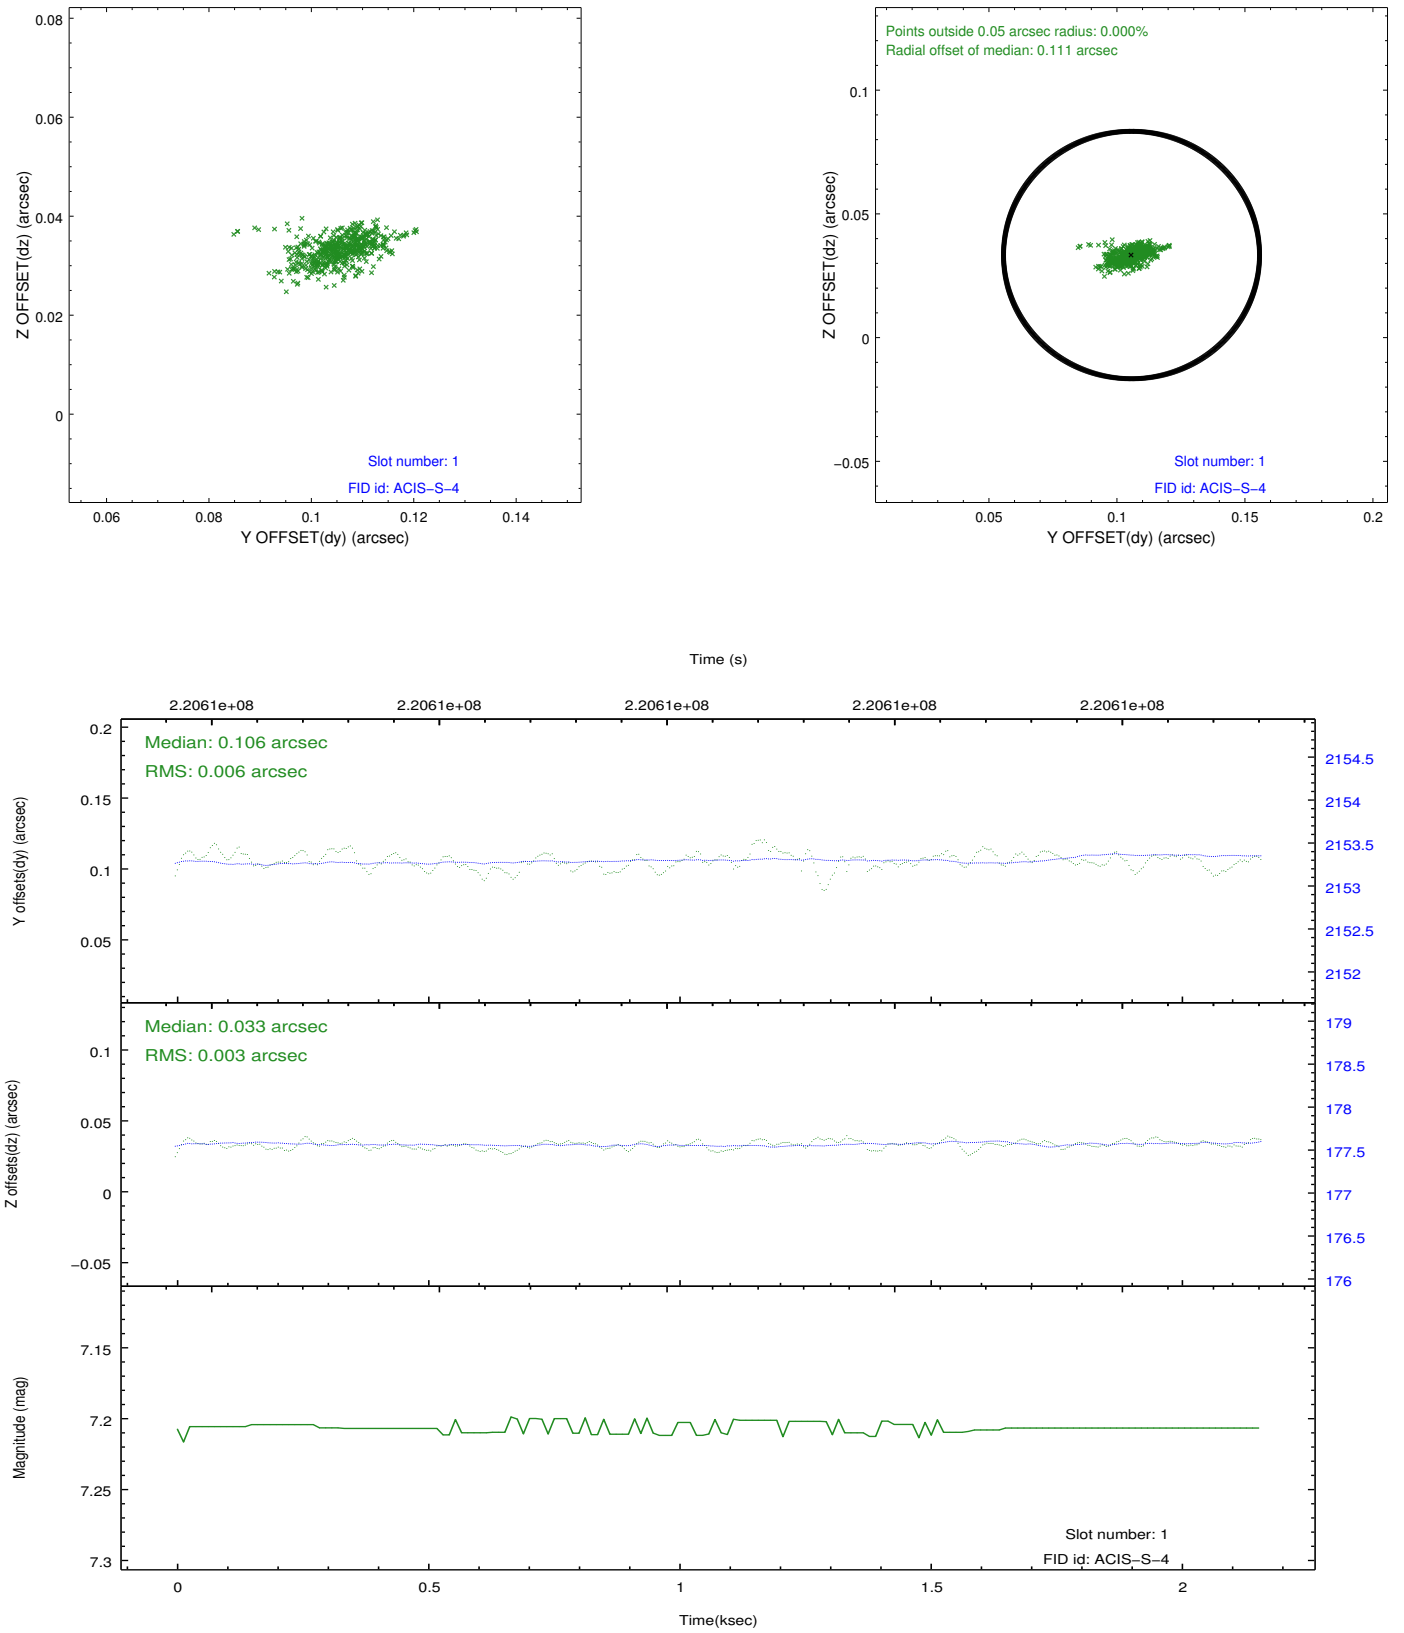 0.08
0.06
0.04
0.02
0
Z OFFSET(dz) (arcsec)
Slot number: 1
FID id: ACIS−S−4
0.06 0.08 0.1 0.12 0.14
Y OFFSET(dy) (arcsec)
Points outside 0.05 arcsec radius: 0.000%
Radial offset of median: 0.111 arcsec
0.1
0.05
0
−0.05
Z OFFSET(dz) (arcsec)
Slot number: 1
FID id: ACIS−S−4
0.05 0.1 0.15 0.2
Y OFFSET(dy) (arcsec)
Time (s)
2.2061e+08 2.2061e+08 2.2061e+08 2.2061e+08 2.2061e+08
Median: 0.106 arcsec
RMS: 0.006 arcsec
0.2
0.15
0.1
0.05
Y offsets(dy) (arcsec)
2154.5
2154
2153.5
2153
2152.5
2152
Median: 0.033 arcsec
RMS: 0.003 arcsec
0.1
0.05
0
−0.05
Z offsets(dz) (arcsec)
179
178.5
178
177.5
177
176.5
176
7.15
7.2
7.25
7.3
Magnitude (mag)
Slot number: 1
FID id: ACIS−S−4
0 0.5 1 1.5 2
Time(ksec)